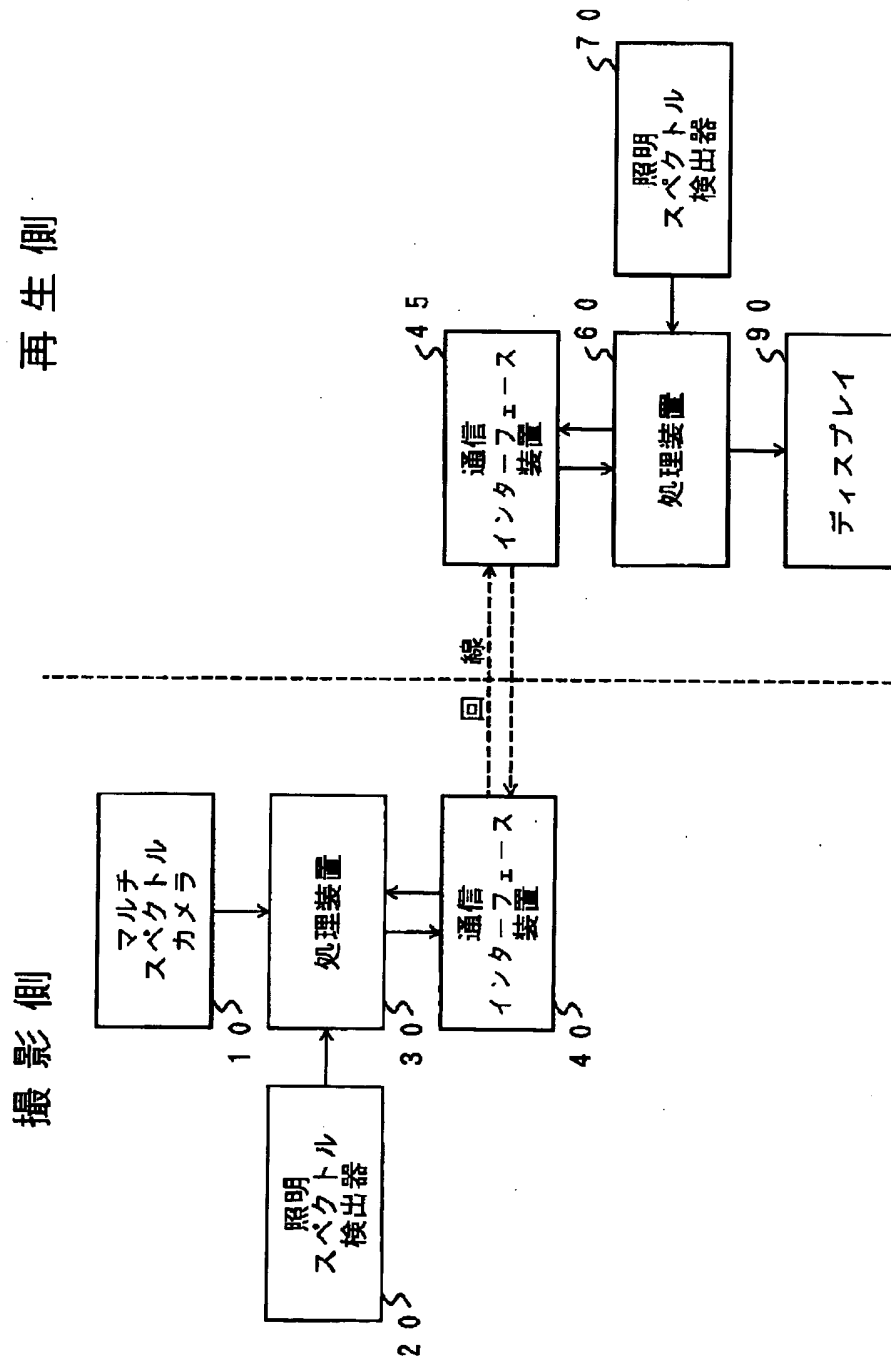 撮影側
マルチ
スペクトル
カメラ
10
照明
スペクトル
検出器
20
処理装置
30
通信
インターフェース
装置
40
回線
再生側
通信
インターフェース
装置
45
処理装置
60
照明
スペクトル
検出器
70
ディスプレイ
90